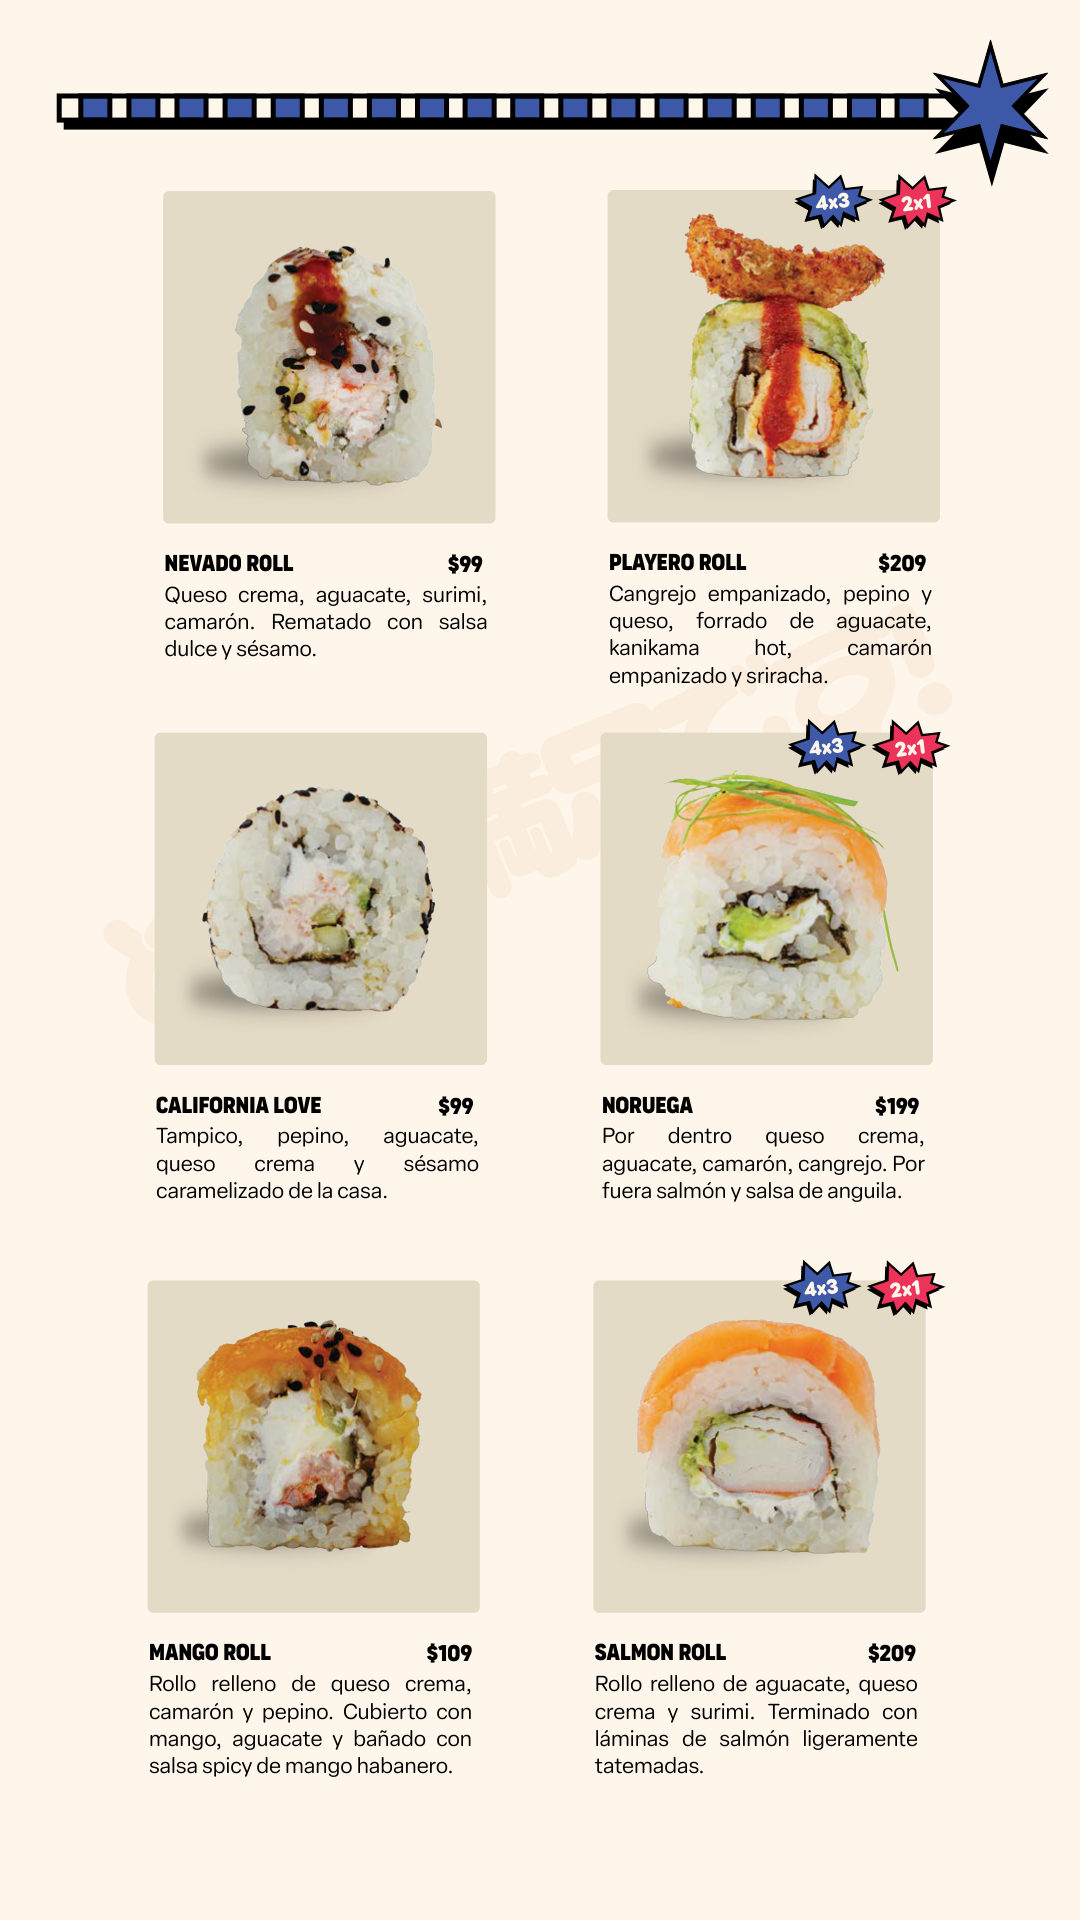 4x3
2x1
NEVADO ROLL $99
Queso crema, aguacate, surimi,
camarón. Rematado con salsa
dulce y sésamo.
PLAYERO ROLL $209
Cangrejo empanizado, pepino y
queso, forrado de aguacate,
kanikama hot, camarón
empanizado y sriracha.
4x3
2x1
CALIFORNIA LOVE $99
Tampico, pepino, aguacate,
queso crema y sésamo
caramelizado de la casa.
NORUEGA $199
Por dentro queso crema,
aguacate, camarón, cangrejo. Por
fuera salmón y salsa de anguila.
4x3
2x1
MANGO ROLL $109
Rollo relleno de queso crema,
camarón y pepino. Cubierto con
mango, aguacate y bañado con
salsa spicy de mango habanero.
SALMON ROLL $209
Rollo relleno de aguacate, queso
crema y surimi. Terminado con
láminas de salmón ligeramente
tatemadas.